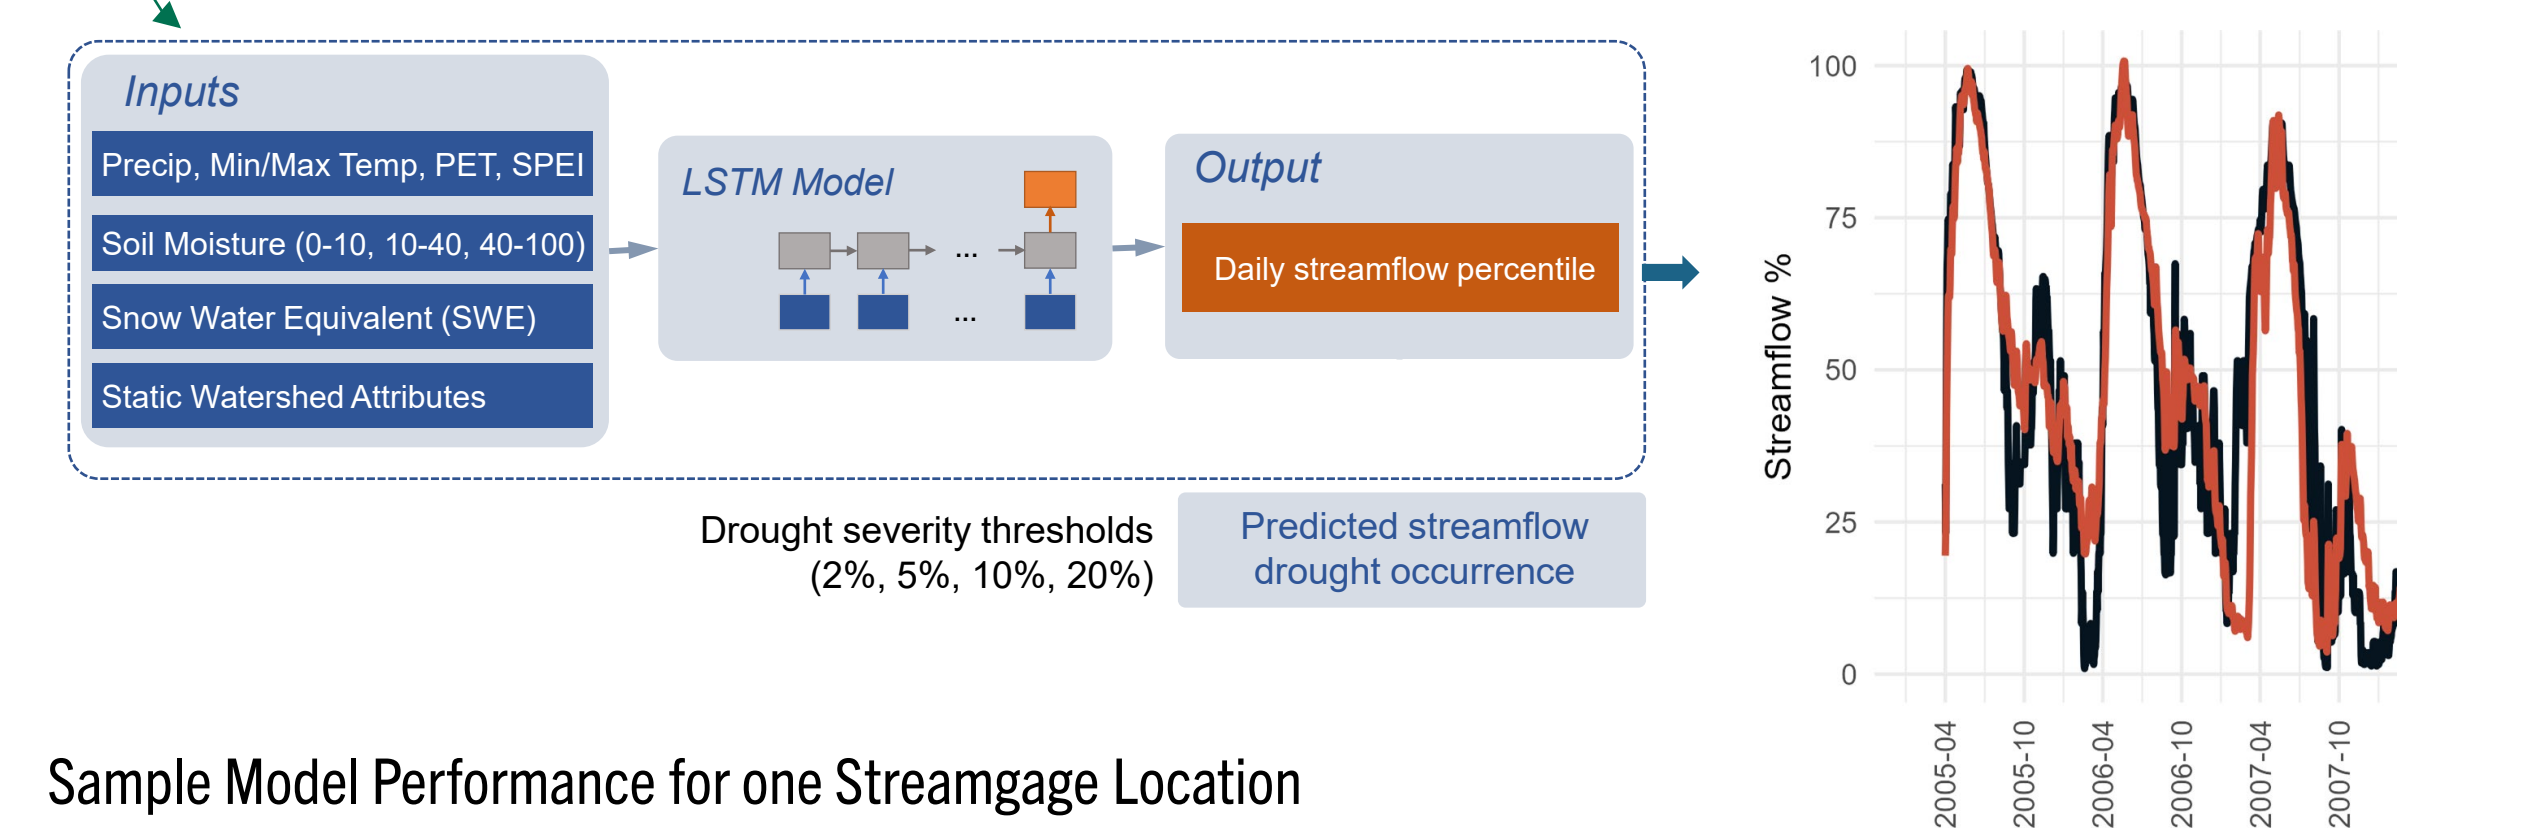 Inputs
Precip, Min/Max Temp, PET, SPEI
Soil Moisture (0-10, 10-40, 40-100)
Snow Water Equivalent (SWE)
Static Watershed Attributes
LSTM Model
...
...
Output
Daily streamflow percentile
Drought severity thresholds
(2%, 5%, 10%, 20%)
Predicted streamflow
drought occurrence
Streamflow %
100
75
50
25
0
2005-04
2005-10
2006-04
2006-10
2007-04
2007-10
Sample Model Performance for one Streamgage Location